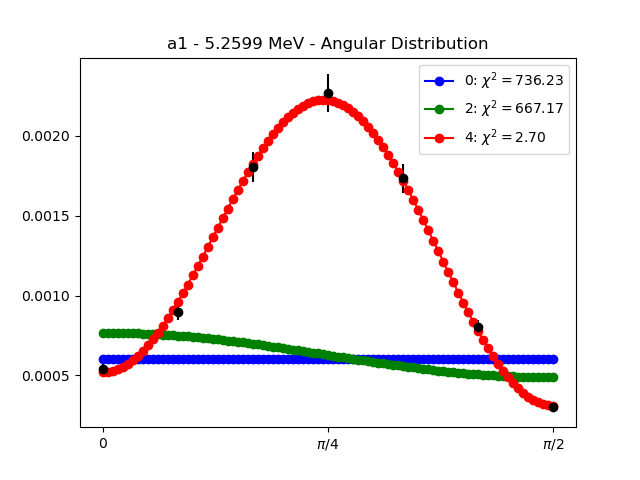 a1 - 5.2599 MeV - Angular Distribution
0: χ² = 736.23
2: χ² = 667.17
4: χ² = 2.70
0.0020
0.0015
0.0010
0.0005
0
π/4
π/2